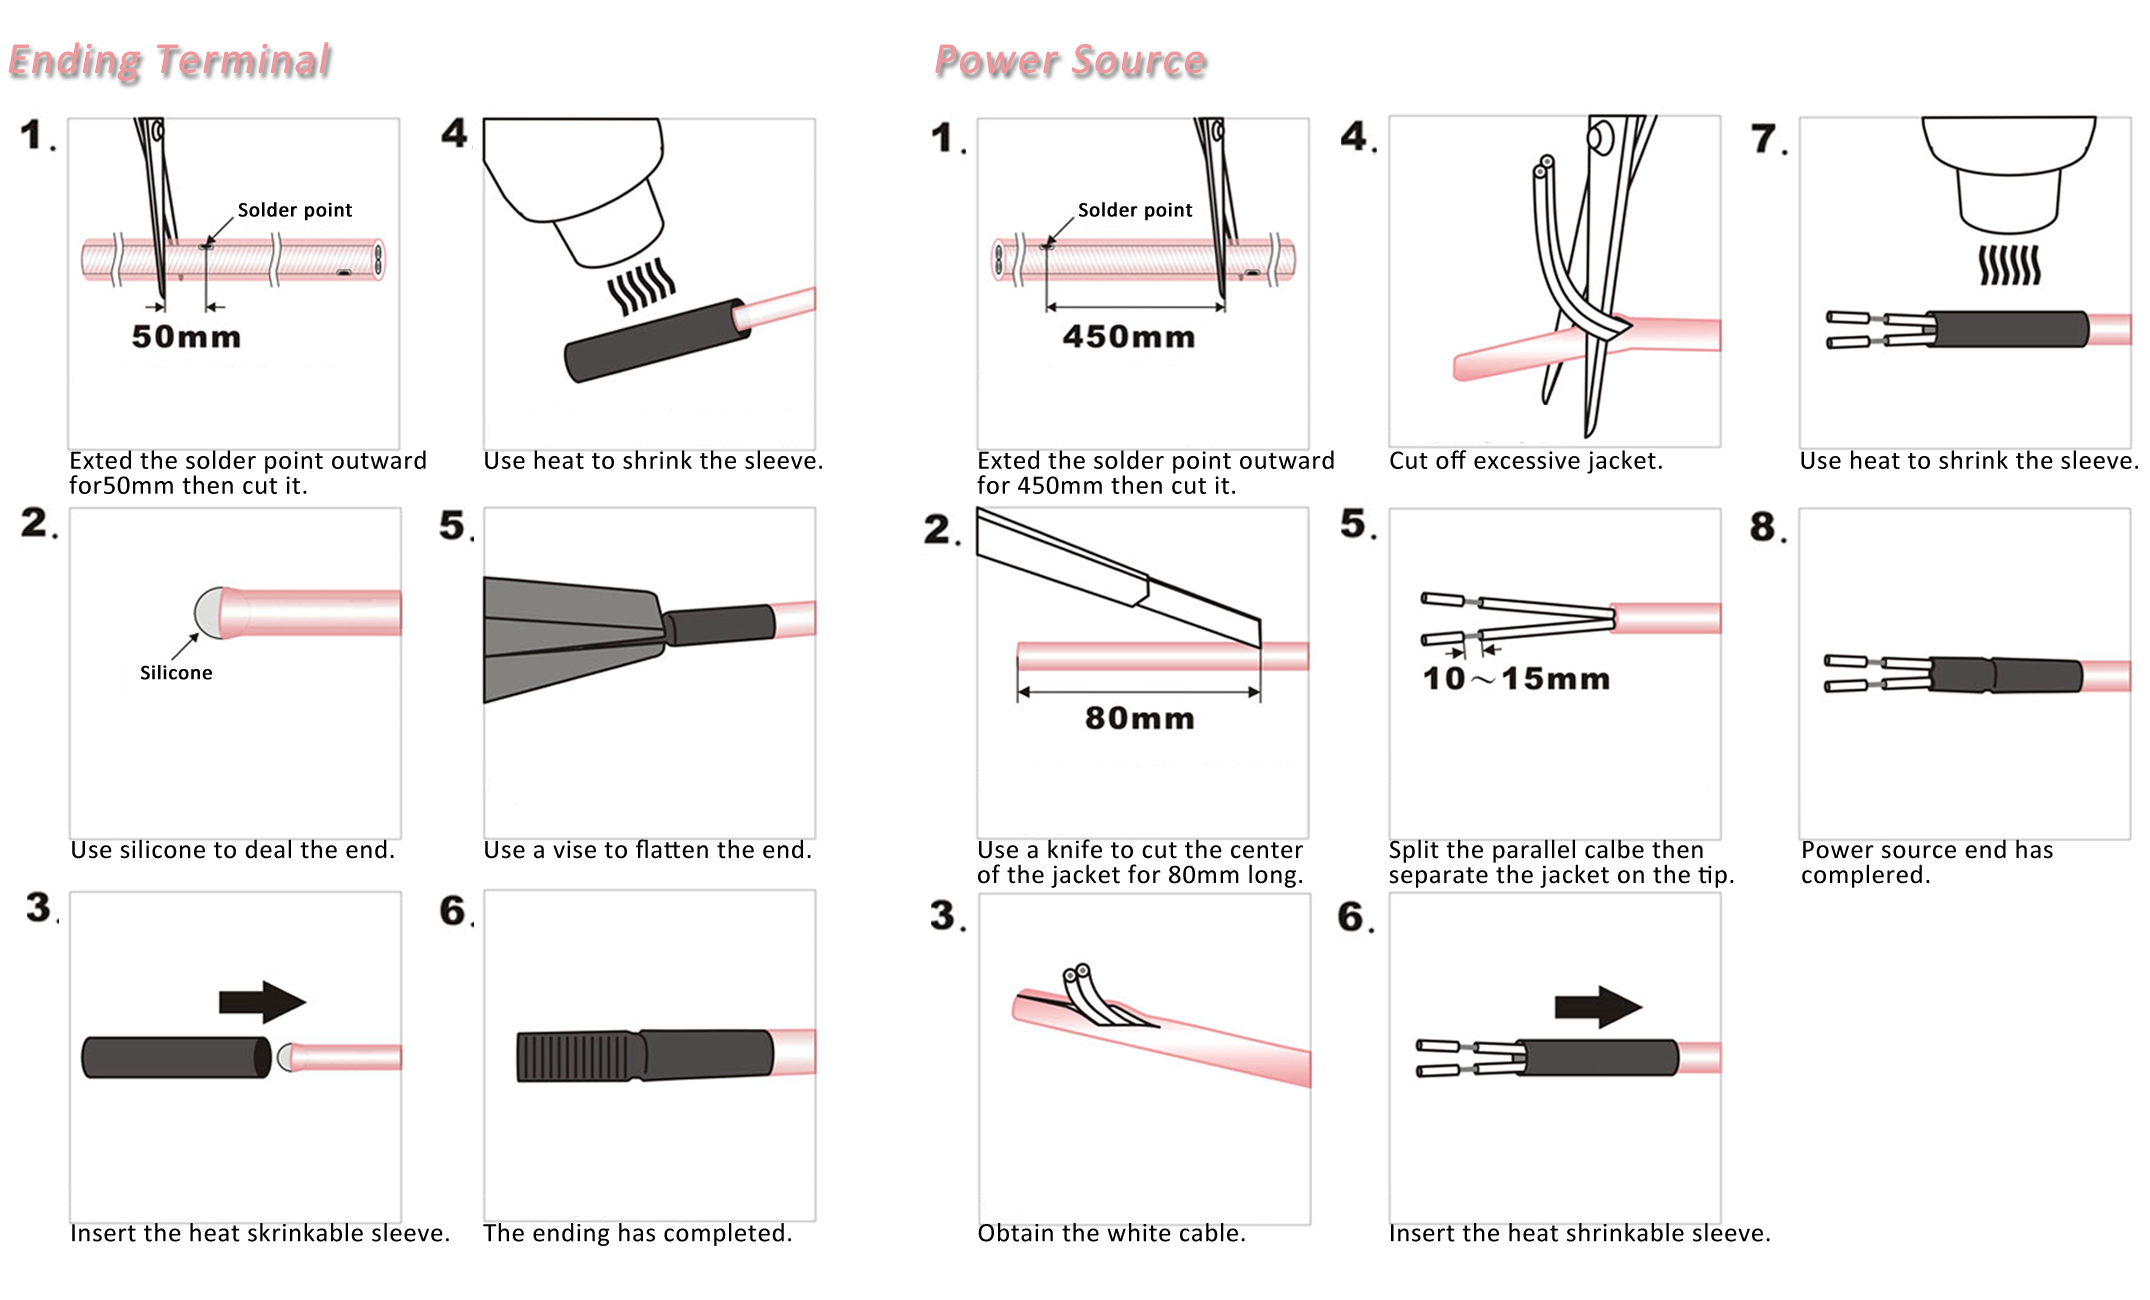 Ending Terminal
1.
Solder point
50mm
Exted the solder point outward
for50mm then cut it.
2.
Silicone
Use silicone to deal the end.
3.
Insert the heat skrinkable sleeve.
4.
Use heat to shrink the sleeve.
5.
Use a vise to flatten the end.
6.
The ending has completed.
Power Source
1.
Solder point
450mm
Exted the solder point outward
for 450mm then cut it.
2.
80mm
Use a knife to cut the center
of the jacket for 80mm long.
3.
Obtain the white cable.
4.
Cut off excessive jacket.
5.
10~15mm
Split the parallel calbe then
separate the jacket on the tip.
6.
Insert the heat shrinkable sleeve.
7.
Use heat to shrink the sleeve.
8.
Power source end has
complered.